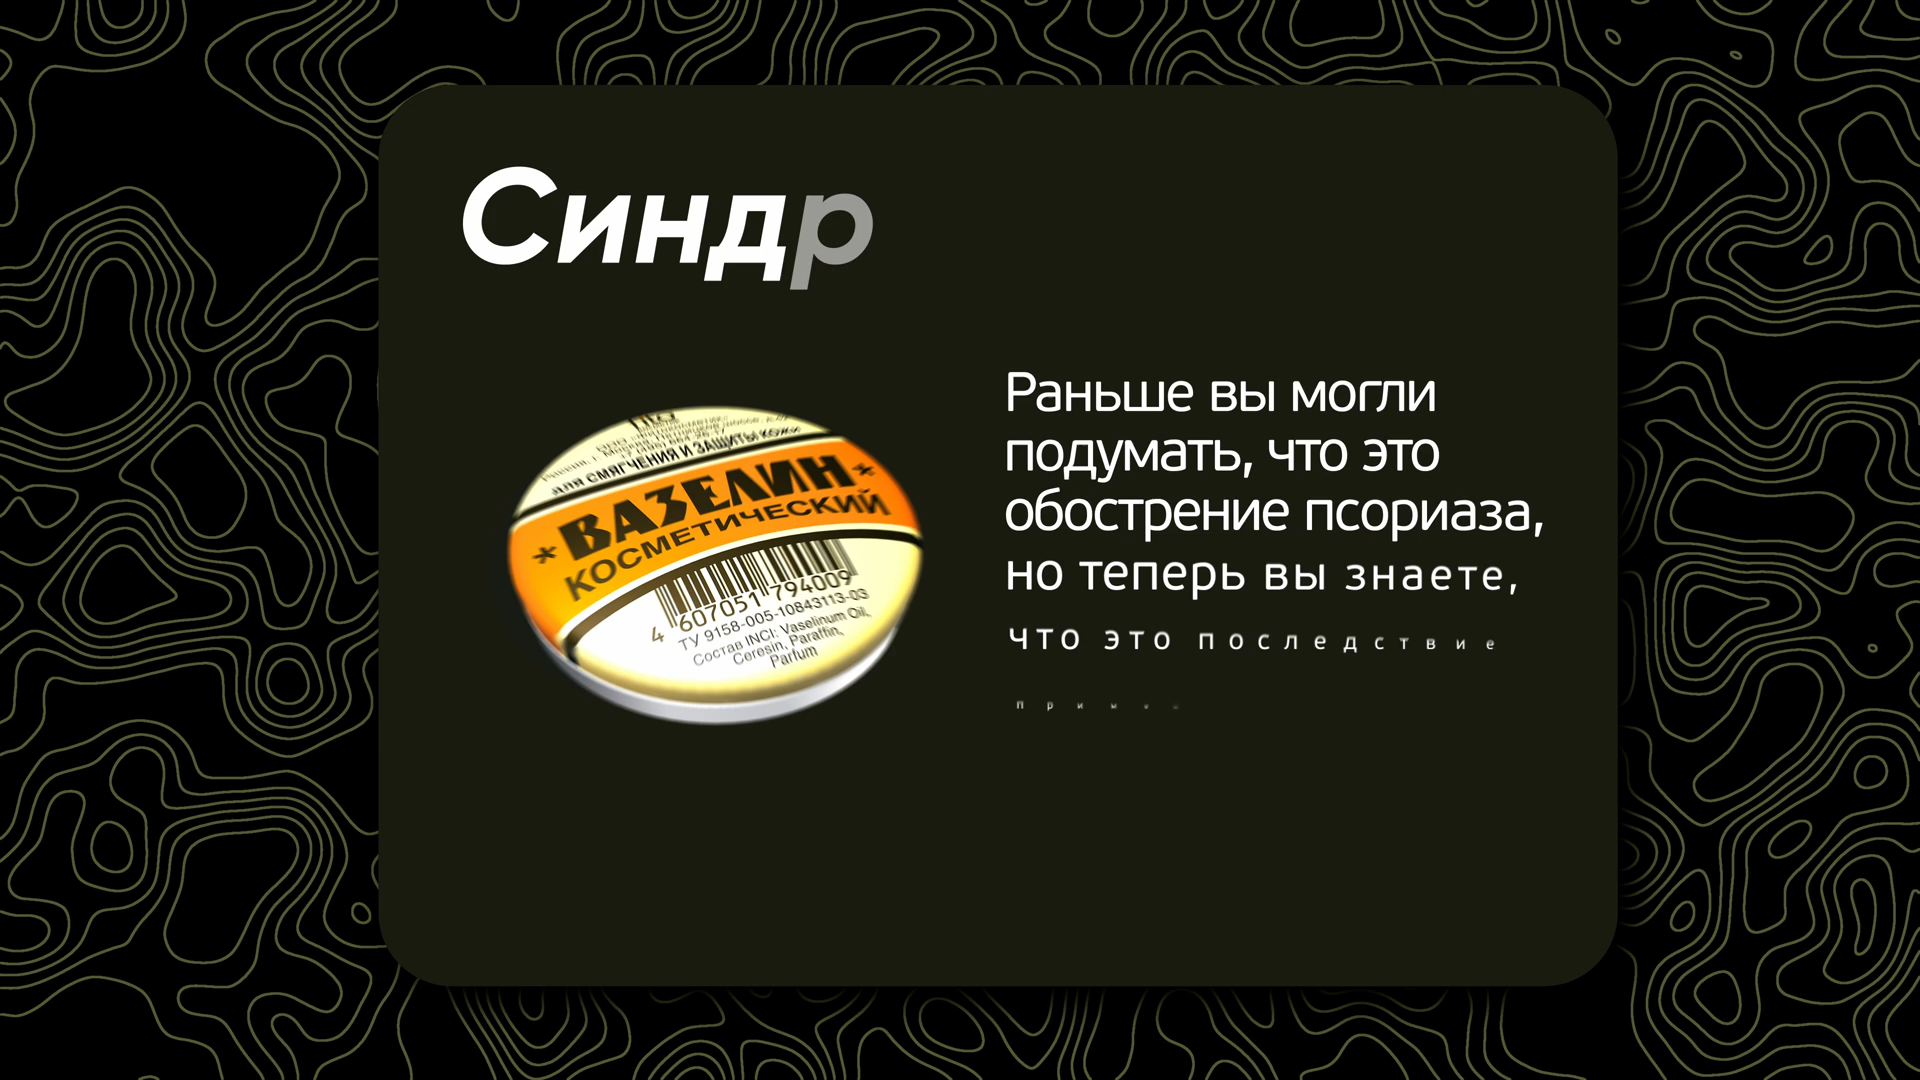 Синдр
Раньше вы могли
подумать, что это
обострение псориаза,
но теперь вы знаете,
что это последствие
ДЛЯ СМЯГЧЕНИЯ И ЗАЩИТЫ КОЖИ
* ВАЗЕЛИН *
КОСМЕТИЧЕСКИЙ
4 607051 794009
ТУ 9158-005-10843113-03
Состав INCI: Vaselinum Oil,
Ceresin, Paraffin,
Parfum